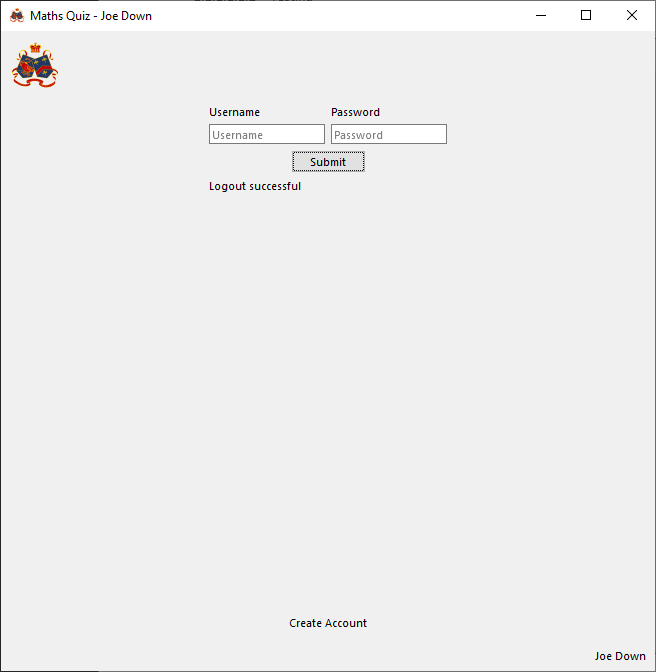 Maths Quiz - Joe Down
Username Password
Username Password
Submit
Logout successful
Create Account
Joe Down